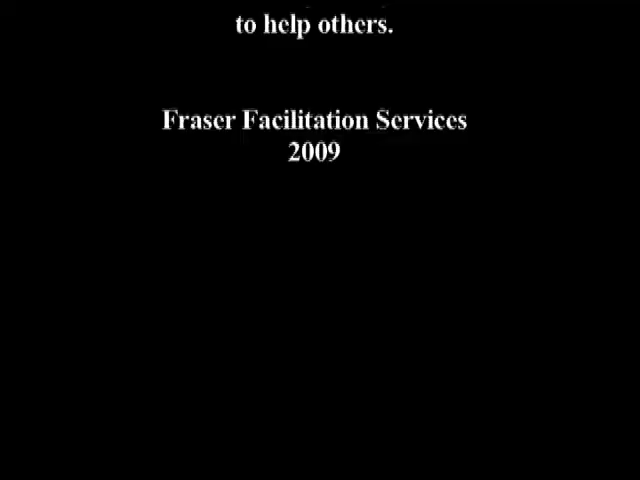 to help others.
Fraser Facilitation Services
2009